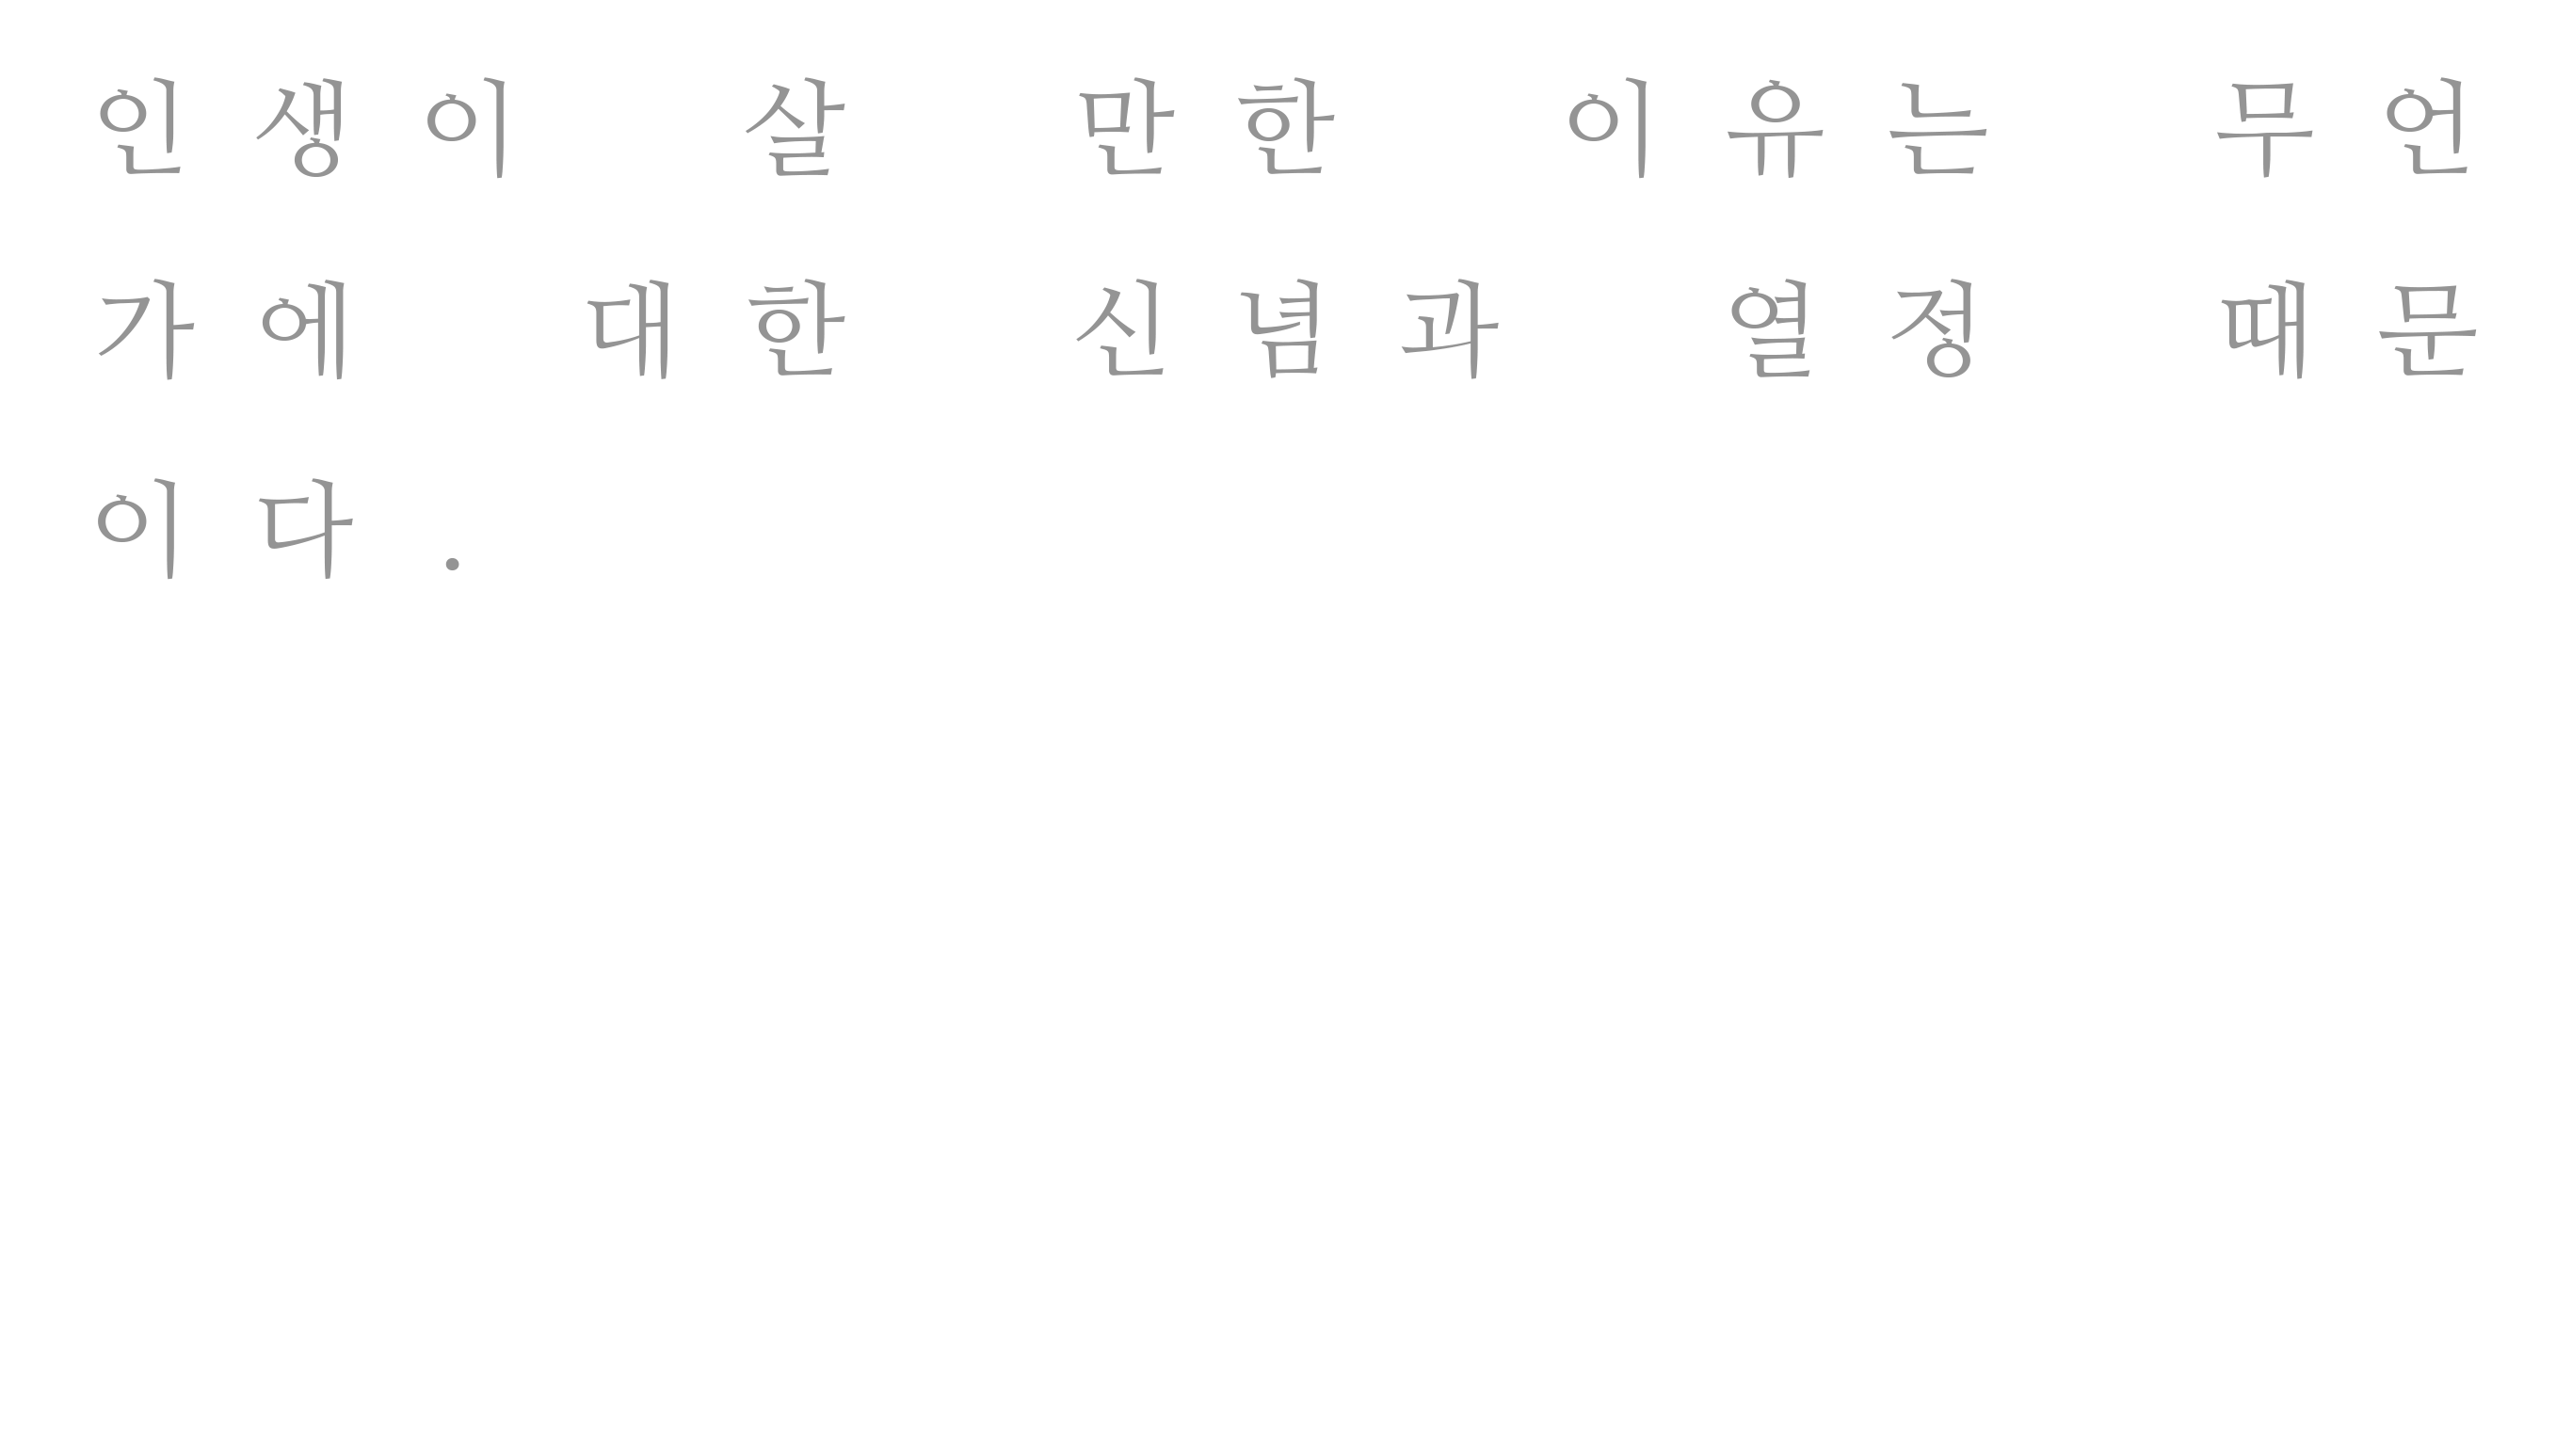 인생이 살 만한 이유는 무언
가에 대한 신념과 열정 때문
이다.